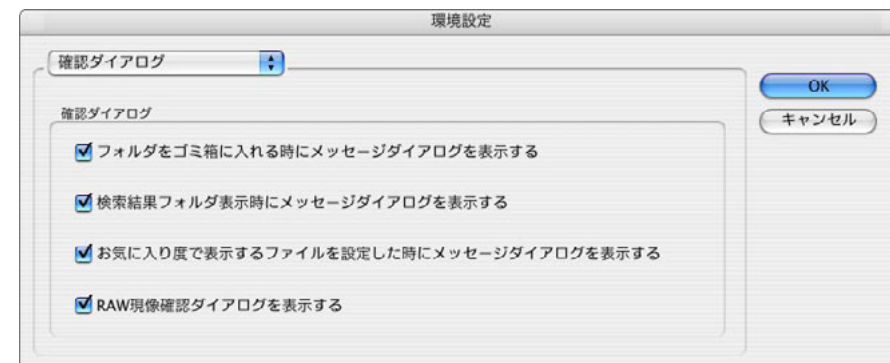 環境設定
確認ダイアログ
OK
キャンセル
確認ダイアログ
フォルダをゴミ箱に入れる時にメッセージダイアログを表示する
検索結果フォルダ表示時にメッセージダイアログを表示する
お気に入り度で表示するファイルを設定した時にメッセージダイアログを表示する
RAW現像確認ダイアログを表示する